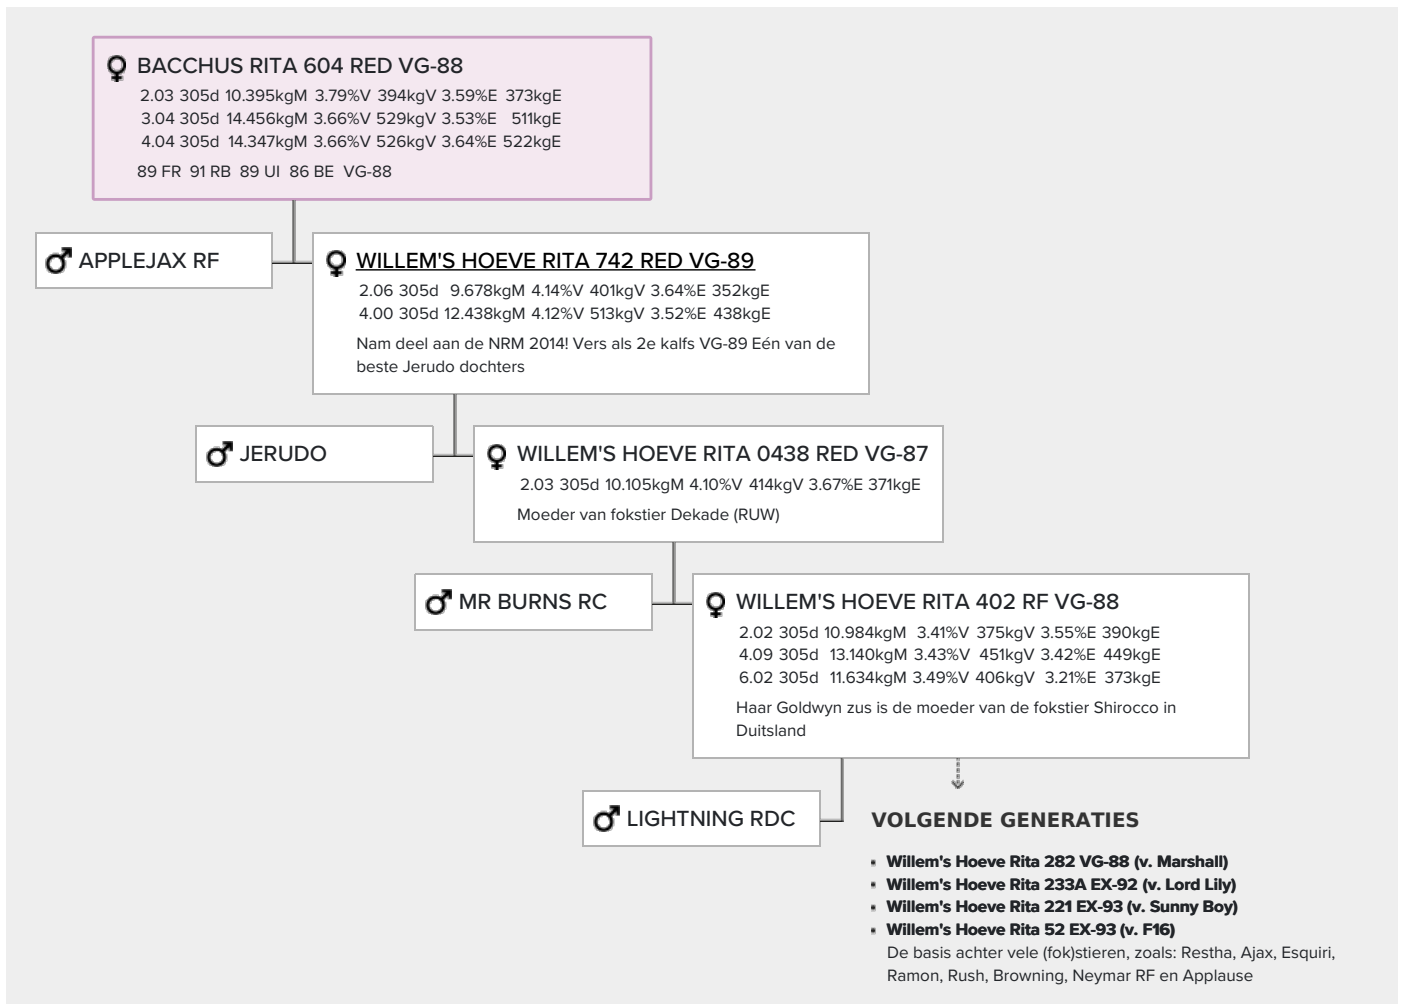 BACCHUS RITA 604 RED VG-88
2.03 305d 10.395kgM 3.79%V 394kgV 3.59%E 373kgE
3.04 305d 14.456kgM 3.66%V 529kgV 3.53%E 511kgE
4.04 305d 14.347kgM 3.66%V 526kgV 3.64%E 522kgE
89 FR 91 RB 89 UI 86 BE VG-88
APPLEJAX RF
WILLEM'S HOEVE RITA 742 RED VG-89
2.06 305d 9.678kgM 4.14%V 401kgV 3.64%E 352kgE
4.00 305d 12.438kgM 4.12%V 513kgV 3.52%E 438kgE
Nam deel aan de NRM 2014! Vers als 2e kalfs VG-89 Eén van de
beste Jerudo dochters
JERUDO
WILLEM'S HOEVE RITA 0438 RED VG-87
2.03 305d 10.105kgM 4.10%V 414kgV 3.67%E 371kgE
Moeder van fokstier Dekade (RUW)
MR BURNS RC
WILLEM'S HOEVE RITA 402 RF VG-88
2.02 305d 10.984kgM 3.41%V 375kgV 3.55%E 390kgE
4.09 305d 13.140kgM 3.43%V 451kgV 3.42%E 449kgE
6.02 305d 11.634kgM 3.49%V 406kgV 3.21%E 373kgE
Haar Goldwyn zus is de moeder van de fokstier Shirocco in
Duitsland
LIGHTNING RDC
VOLGENDE GENERATIES
Willem's Hoeve Rita 282 VG-88 (v. Marshall)
Willem's Hoeve Rita 233A EX-92 (v. Lord Lily)
Willem's Hoeve Rita 221 EX-93 (v. Sunny Boy)
Willem's Hoeve Rita 52 EX-93 (v. F16)
De basis achter vele (fok)stieren, zoals: Restha, Ajax, Esquiri,
Ramon, Rush, Browning, Neymar RF en Applause